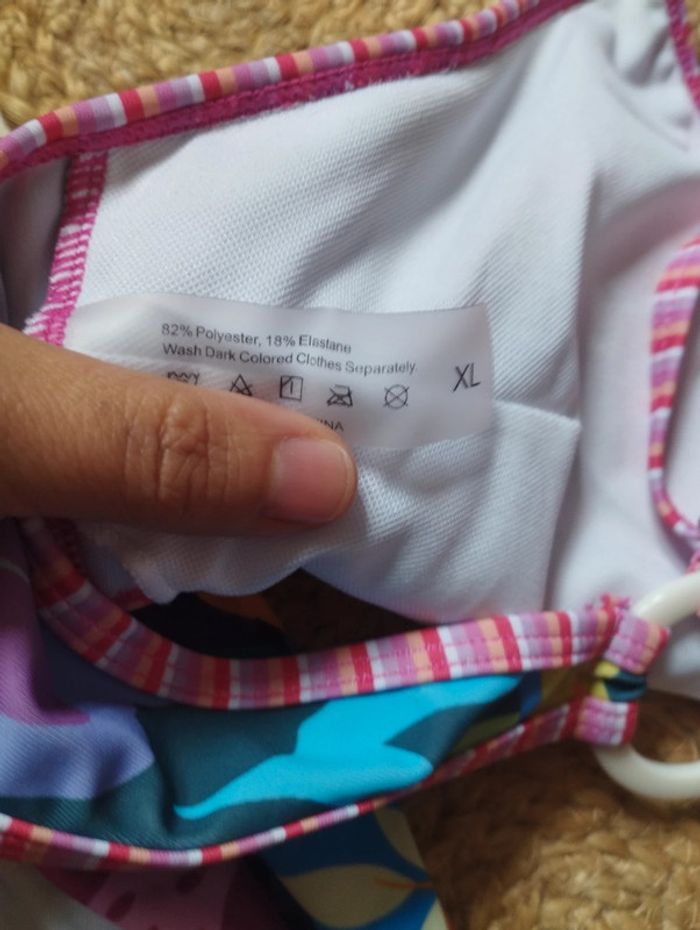 82% Polyester, 18% Elastane
Wash Dark Colored Clothes Separately.
XL